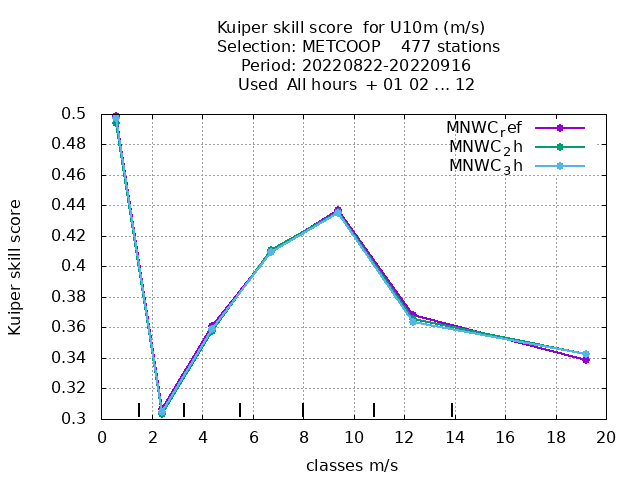 Kuiper skill score  for U10m (m/s)
Selection: METCOOP    477 stations
Period: 20220822-20220916
Used  All hours  + 01 02 ... 12
MNWC_ref
MNWC_2h
MNWC_3h
Kuiper skill score
0.5
0.48
0.46
0.44
0.42
0.4
0.38
0.36
0.34
0.32
0.3
0 2 4 6 8 10 12 14 16 18 20
classes m/s